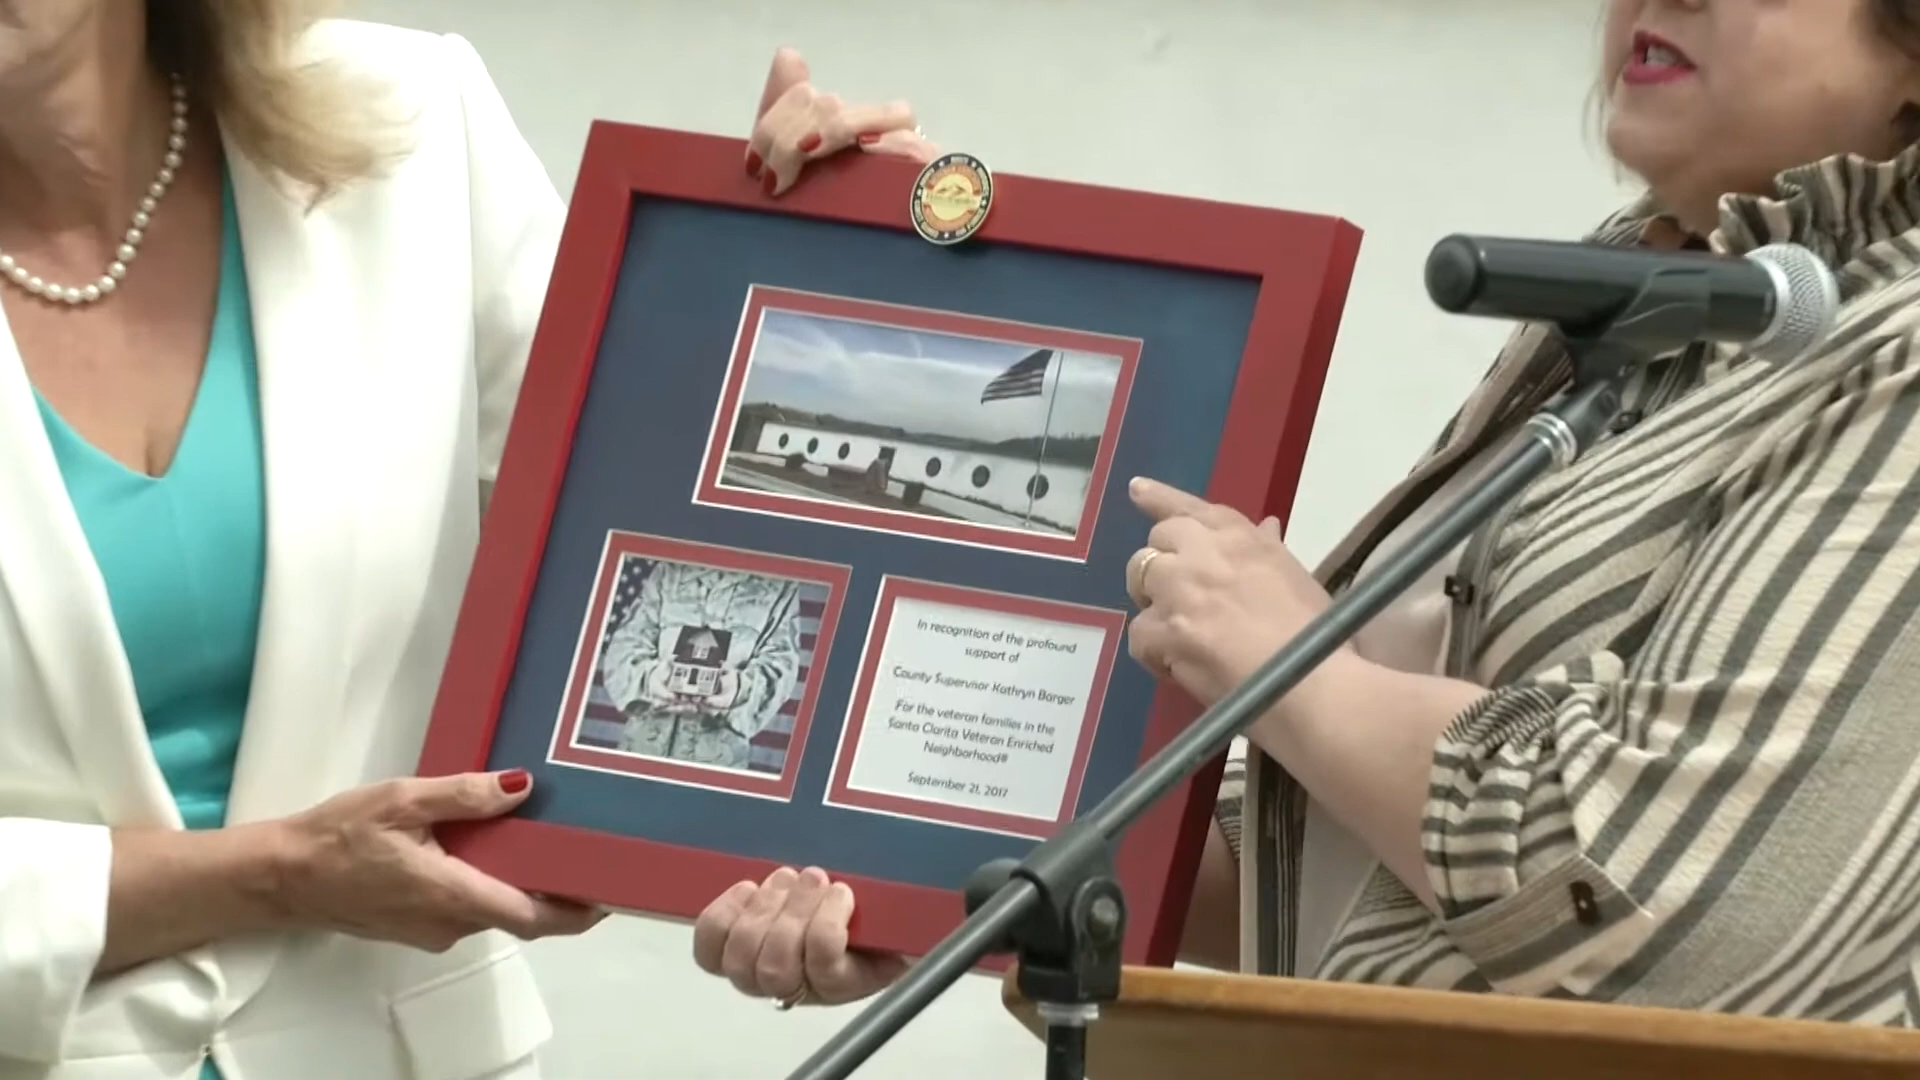 In recognition of the profound
support of
County Supervisor Kathryn Barger
For the veteran families in the
Santa Clarita Veteran Enriched
Neighborhood®
September 21, 2017